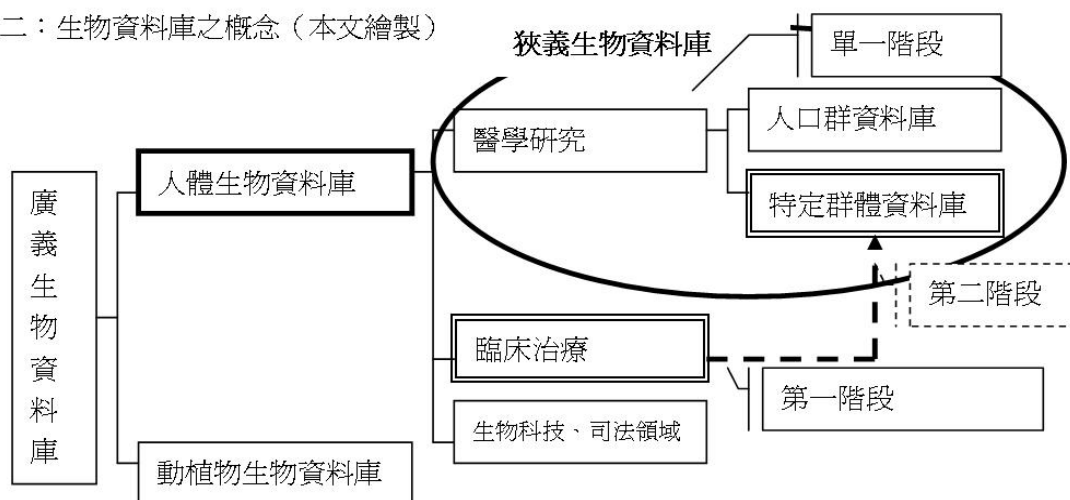 二：生物資料庫之概念（本文繪製）
狹義生物資料庫
單一階段
醫學研究
人口群資料庫
人體生物資料庫
特定群體資料庫
廣義生物資料庫
第二階段
臨床治療
第一階段
生物科技、司法領域
動植物生物資料庫